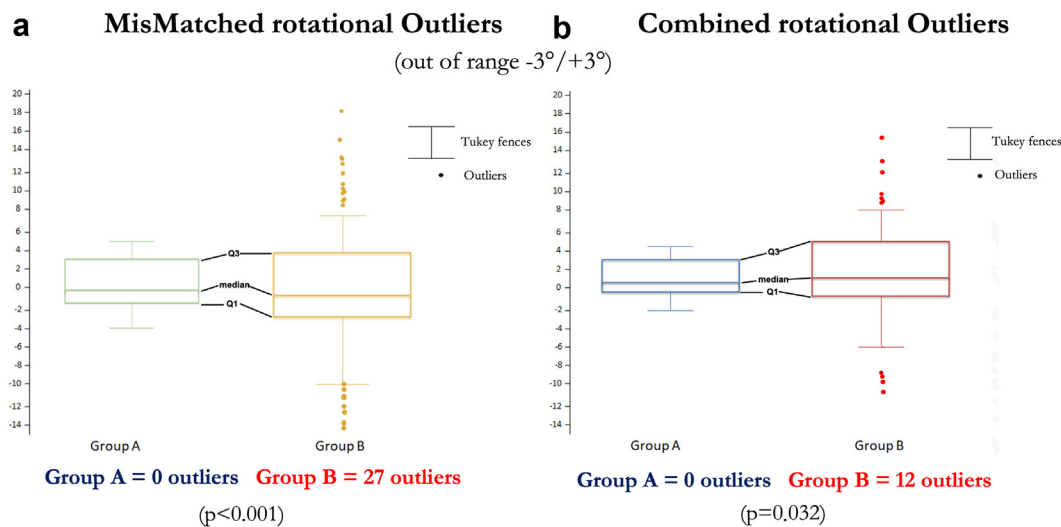 a MisMatched rotational Outliers
b Combined rotational Outliers
(out of range -3°/+3°)
20
18
16
14
12
10
8
6
4
2
0
-2
-4
-6
-8
-10
-12
-14
Q3
median
Q1
Tukey fences
Outliers
Group A
Group B
Group A = 0 outliers Group B = 27 outliers
(p<0.001)
20
18
16
14
12
10
8
6
4
2
0
-2
-4
-6
-8
-10
-12
-14
Q3
median
Q1
Tukey fences
Outliers
Group A
Group B
Group A = 0 outliers Group B = 12 outliers
(p=0.032)